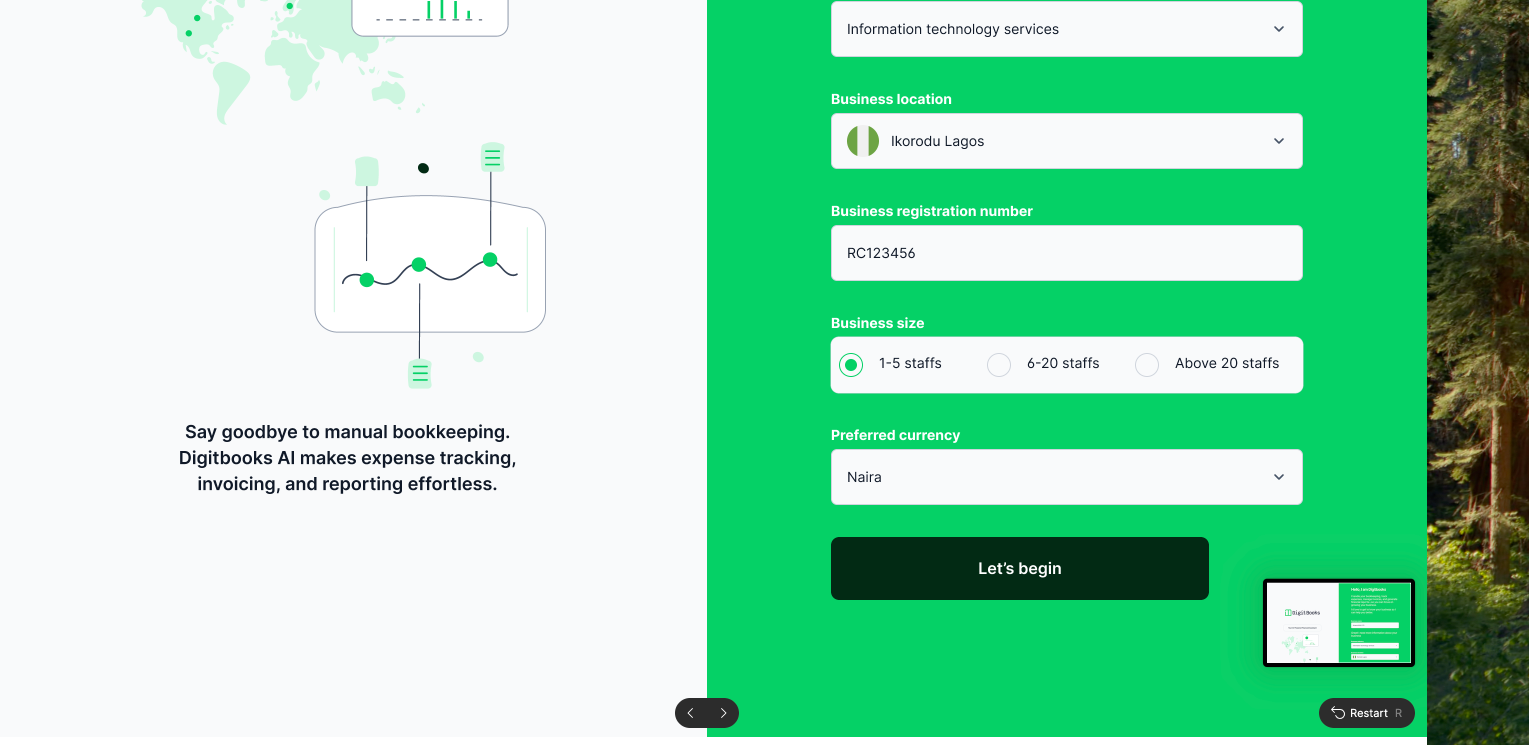 Say goodbye to manual bookkeeping.
Digitbooks AI makes expense tracking,
invoicing, and reporting effortless.
Information technology services
Business location
Ikorodu Lagos
Business registration number
RC123456
Business size
1-5 staffs
6-20 staffs
Above 20 staffs
Preferred currency
Naira
Let’s begin
DigitBooks
Restart R